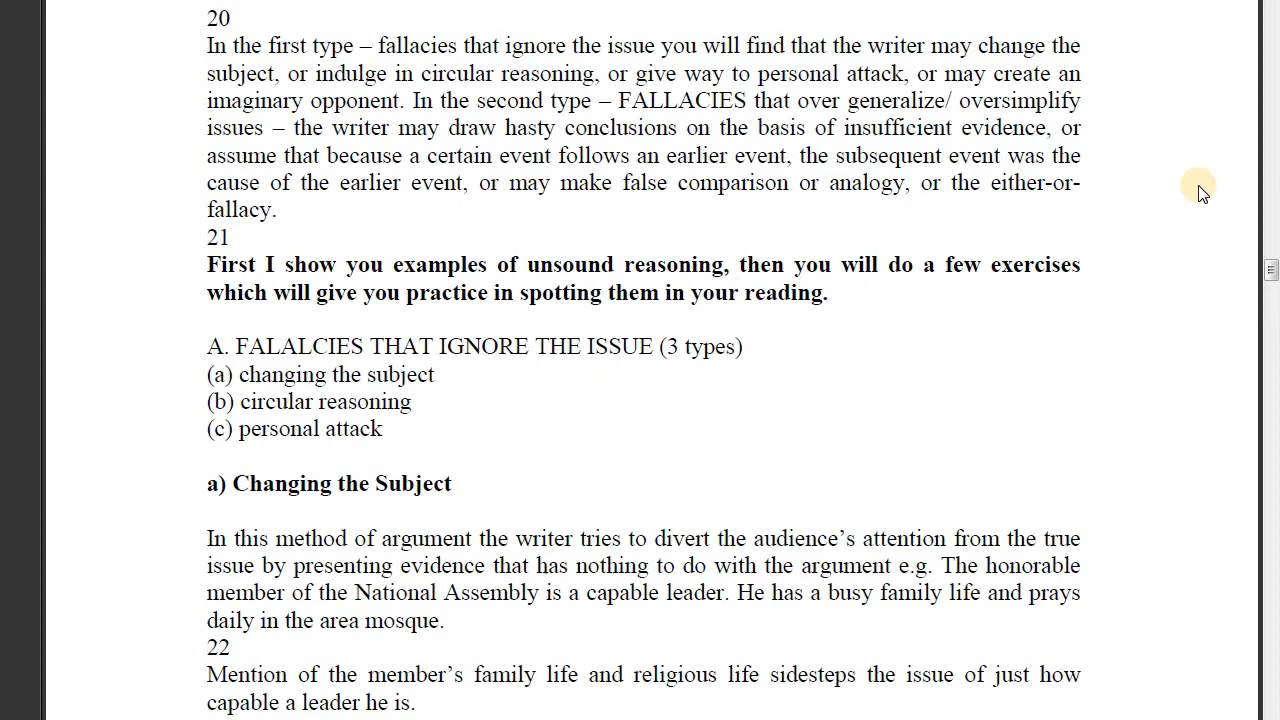 20
In the first type – fallacies that ignore the issue you will find that the writer may change the
subject, or indulge in circular reasoning, or give way to personal attack, or may create an
imaginary opponent. In the second type – FALLACIES that over generalize/ oversimplify
issues – the writer may draw hasty conclusions on the basis of insufficient evidence, or
assume that because a certain event follows an earlier event, the subsequent event was the
cause of the earlier event, or may make false comparison or analogy, or the either-or-
fallacy.
21
First I show you examples of unsound reasoning, then you will do a few exercises
which will give you practice in spotting them in your reading.
A. FALALCIES THAT IGNORE THE ISSUE (3 types)
(a) changing the subject
(b) circular reasoning
(c) personal attack
a) Changing the Subject
In this method of argument the writer tries to divert the audience’s attention from the true
issue by presenting evidence that has nothing to do with the argument e.g. The honorable
member of the National Assembly is a capable leader. He has a busy family life and prays
daily in the area mosque.
22
Mention of the member’s family life and religious life sidesteps the issue of just how
capable a leader he is.